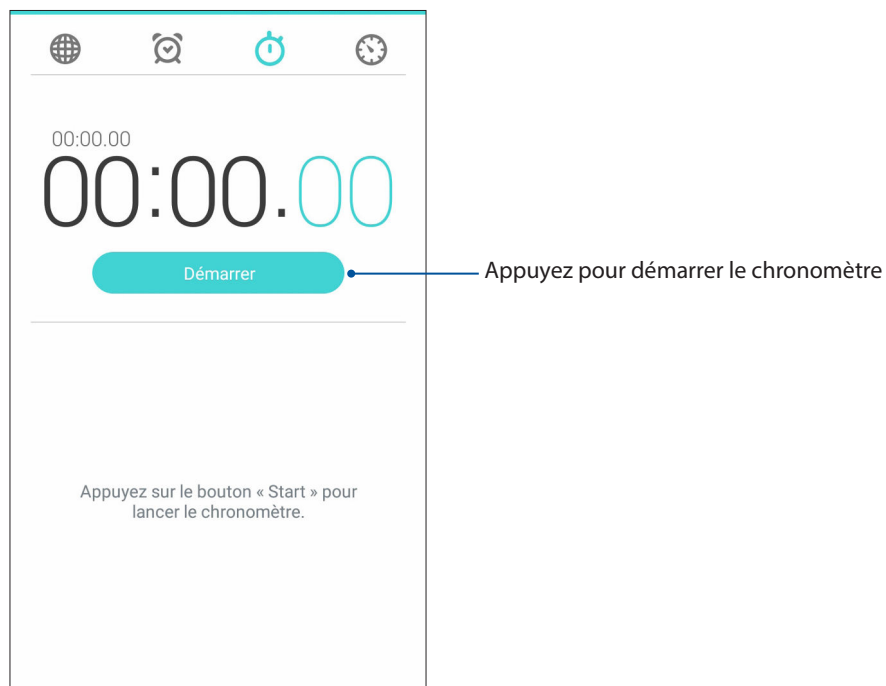 00:00.00
00:00.00
Démarrer
Appuyez pour démarrer le chronomètre
Appuyez sur le bouton « Start » pour
lancer le chronomètre.